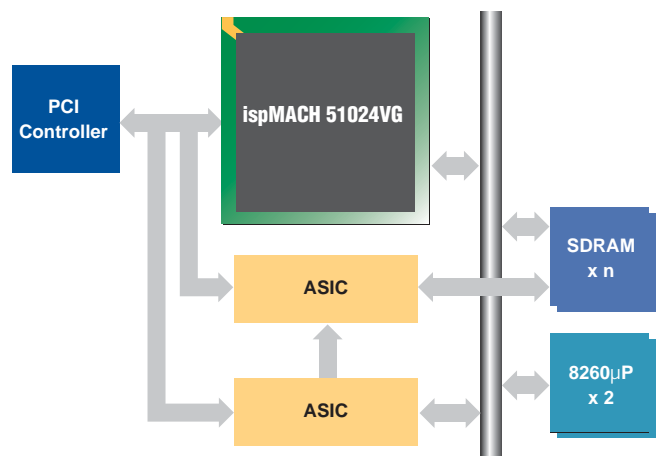 PCI
Controller
ispMACH 51024VG
SDRAM
x n
ASIC
8260μP
x 2
ASIC